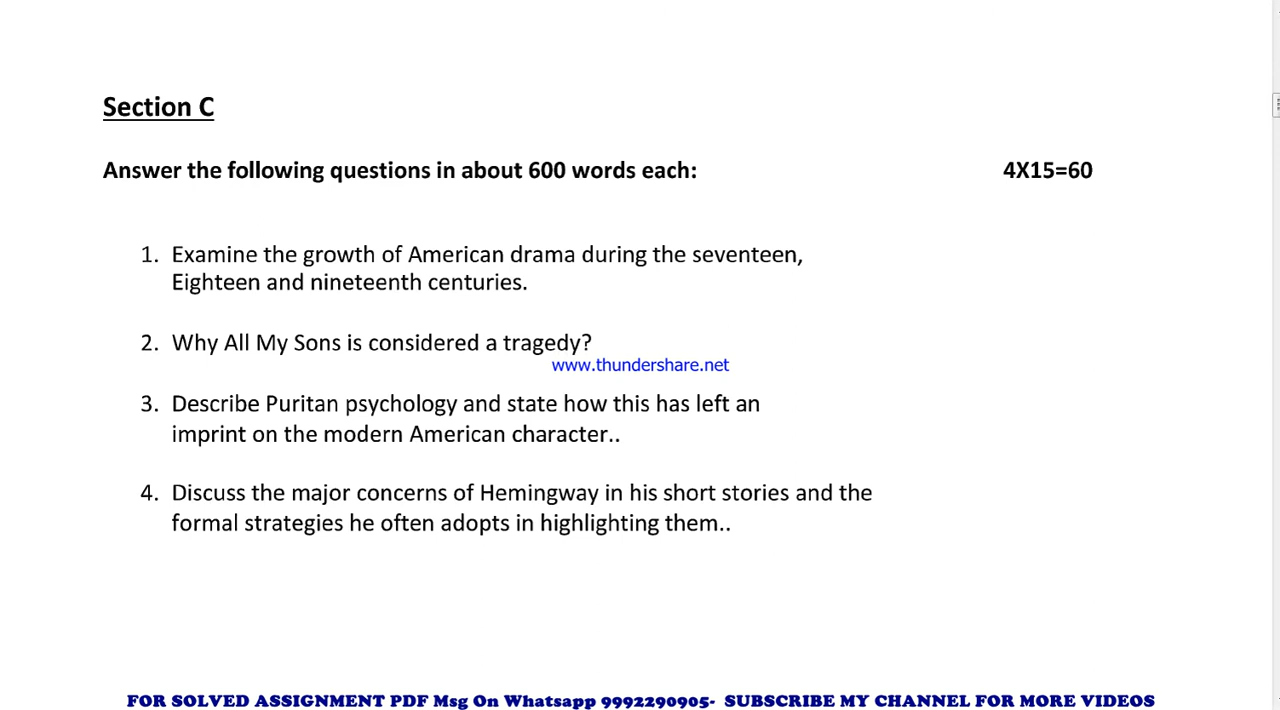 Section C
Answer the following questions in about 600 words each: 4X15=60
1. Examine the growth of American drama during the seventeen,
Eighteen and nineteenth centuries.
2. Why All My Sons is considered a tragedy?
www.thundershare.net
3. Describe Puritan psychology and state how this has left an
imprint on the modern American character..
4. Discuss the major concerns of Hemingway in his short stories and the
formal strategies he often adopts in highlighting them..
FOR SOLVED ASSIGNMENT PDF Msg On Whatsapp 9992290905- SUBSCRIBE MY CHANNEL FOR MORE VIDEOS